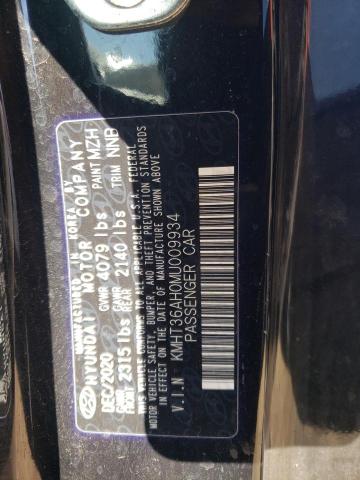 MANUFACTURED IN KOREA BY
HYUNDAI MOTOR COMPANY
DEC/2020 GVWR 4079 lbs PAINT MZH
GAWR FRONT 2315 lbs GAWR REAR 2140 lbs TRIM NNB
THIS VEHICLE CONFORMS TO ALL APPLICABLE U.S.A. FEDERAL
MOTOR VEHICLE SAFETY, BUMPER, AND THEFT PREVENTION STANDARDS
IN EFFECT ON THE DATE OF MANUFACTURE SHOWN ABOVE.
V.I.N KMHT36AH0MU009934
PASSENGER CAR